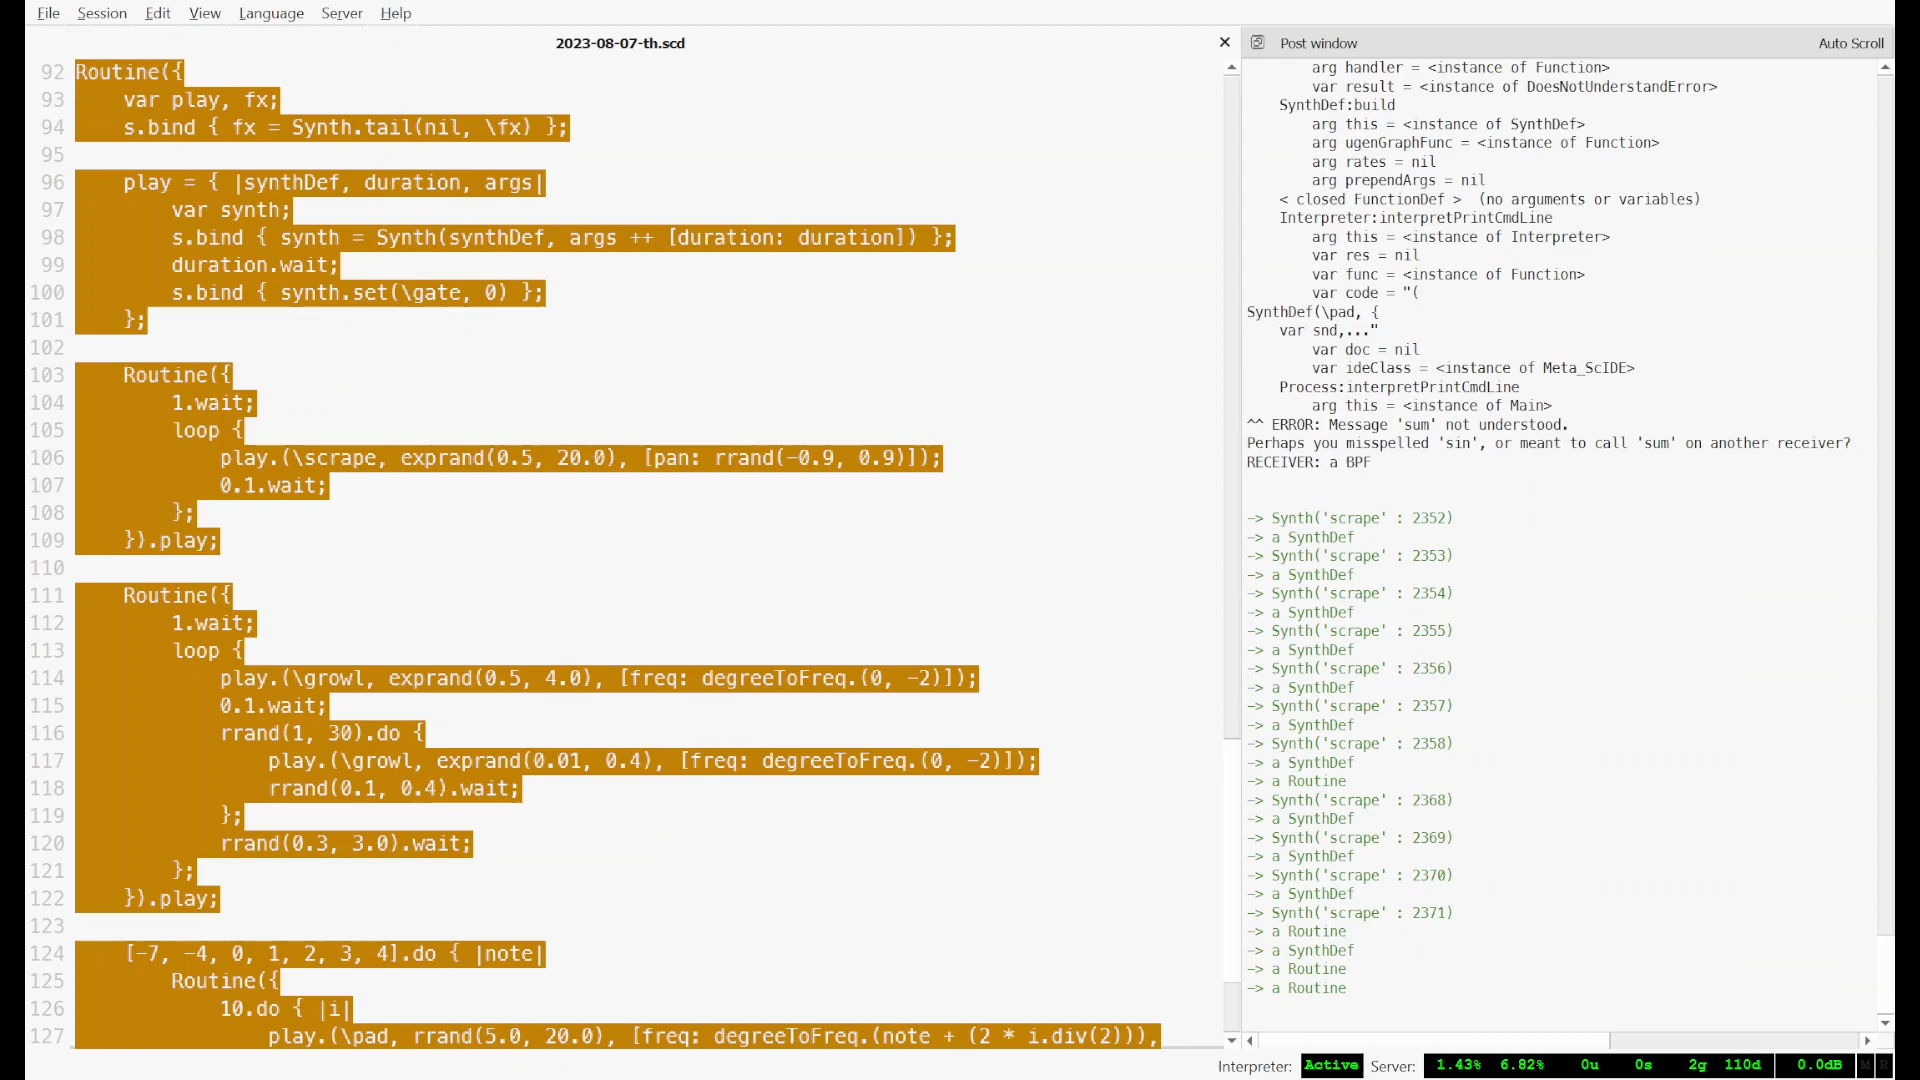 File Session Edit View Language Server Help
2023-08-07-th.scd
92 Routine({
93 var play, fx;
94 s.bind { fx = Synth.tail(nil, \fx) };
95
96 play = { |synthDef, duration, args|
97 var synth;
98 s.bind { synth = Synth(synthDef, args ++ [duration: duration]) };
99 duration.wait;
100 s.bind { synth.set(\gate, 0) };
101 };
102
103 Routine({
104 1.wait;
105 loop {
106 play.(\scrape, exprand(0.5, 20.0), [pan: rrand(-0.9, 0.9)]);
107 0.1.wait;
108 };
109 }).play;
110
111 Routine({
112 1.wait;
113 loop {
114 play.(\growl, exprand(0.5, 4.0), [freq: degreeToFreq.(0, -2)]);
115 0.1.wait;
116 rrand(1, 30).do {
117 play.(\growl, exprand(0.01, 0.4), [freq: degreeToFreq.(0, -2)]);
118 rrand(0.1, 0.4).wait;
119 };
120 rrand(0.3, 3.0).wait;
121 };
122 }).play;
123
124 [-7, -4, 0, 1, 2, 3, 4].do { |note|
125 Routine({
126 10.do { |i|
127 play.(\pad, rrand(5.0, 20.0), [freq: degreeToFreq.(note + (2 * i.div(2))),
Post window Auto Scroll
arg handler = <instance of Function>
var result = <instance of DoesNotUnderstandError>
SynthDef:build
arg this = <instance of SynthDef>
arg ugenGraphFunc = <instance of Function>
arg rates = nil
arg prependArgs = nil
< closed FunctionDef > (no arguments or variables)
Interpreter:interpretPrintCmdLine
arg this = <instance of Interpreter>
var res = nil
var func = <instance of Function>
var code = "(
SynthDef(\pad, {
var snd,..."
var doc = nil
var ideClass = <instance of Meta_ScIDE>
Process:interpretPrintCmdLine
arg this = <instance of Main>
^^ ERROR: Message 'sum' not understood.
Perhaps you misspelled 'sin', or meant to call 'sum' on another receiver?
RECEIVER: a BPF
-> Synth('scrape' : 2352)
-> a SynthDef
-> Synth('scrape' : 2353)
-> a SynthDef
-> Synth('scrape' : 2354)
-> a SynthDef
-> Synth('scrape' : 2355)
-> a SynthDef
-> Synth('scrape' : 2356)
-> a SynthDef
-> Synth('scrape' : 2357)
-> a SynthDef
-> Synth('scrape' : 2358)
-> a SynthDef
-> a Routine
-> Synth('scrape' : 2368)
-> a SynthDef
-> Synth('scrape' : 2369)
-> a SynthDef
-> Synth('scrape' : 2370)
-> a SynthDef
-> Synth('scrape' : 2371)
-> a Routine
-> a SynthDef
-> a Routine
-> a Routine
Interpreter: Active Server: 1.43% 6.82% 0u 0s 2g 110d 0.0dB M R